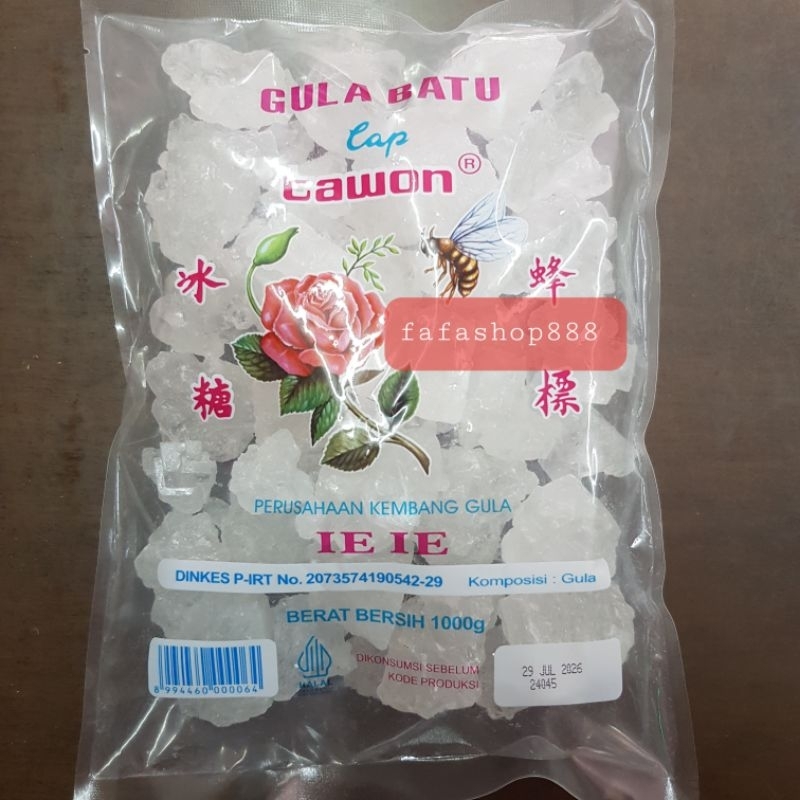 GULA BATU
Cap
tawon®
冰糖
蜂標
fafashop888
PERUSAHAAN KEMBANG GULA
IE IE
DINKES P-IRT No. 2073574190542-29 Komposisi : Gula
BERAT BERSIH 1000g
8 994460 000064
HALAL
DIKONSUMSI SEBELUM
KODE PRODUKSI
29 JUL 2026
24045